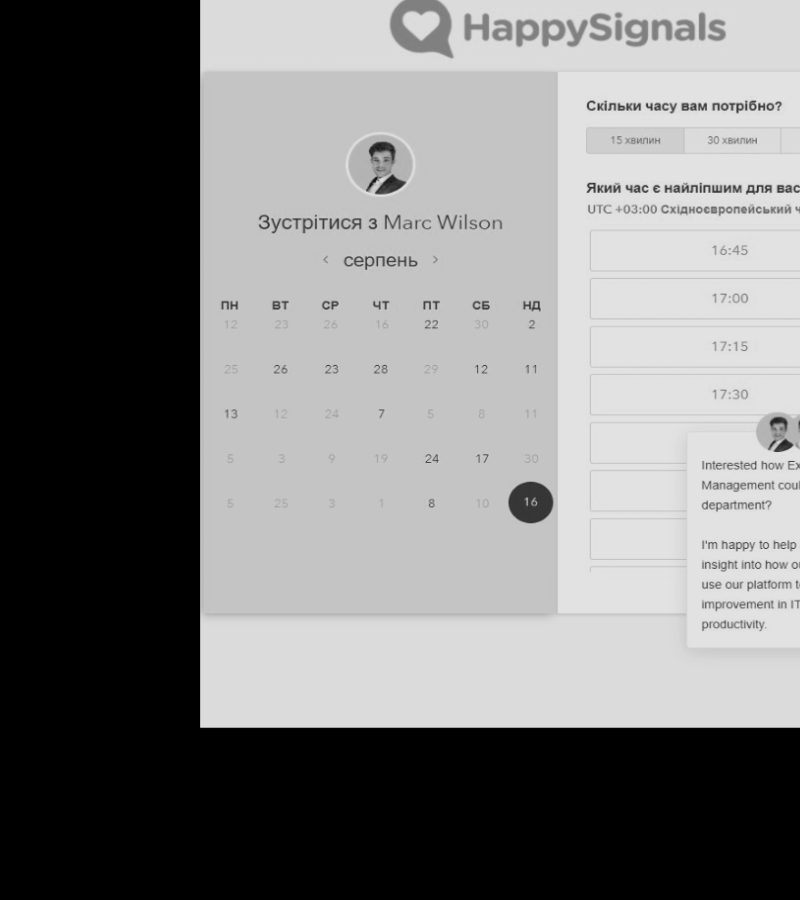 HappySignals
Зустрітися з Marc Wilson
‹ серпень ›
ПН ВТ СР ЧТ ПТ СБ НД
12 23 26 16 22 30 2
25 26 23 28 29 12 11
13 12 24 7 5 8 11
5 3 9 19 24 17 30
5 25 3 1 8 10 16
Скільки часу вам потрібно?
15 хвилин 30 хвилин
Який час є найліпшим для вас
UTC +03:00 Східноєвропейський ч
16:45
17:00
17:15
17:30
Interested how Ex
Management coul
department?
I'm happy to help
insight into how ou
use our platform t
improvement in IT
productivity.